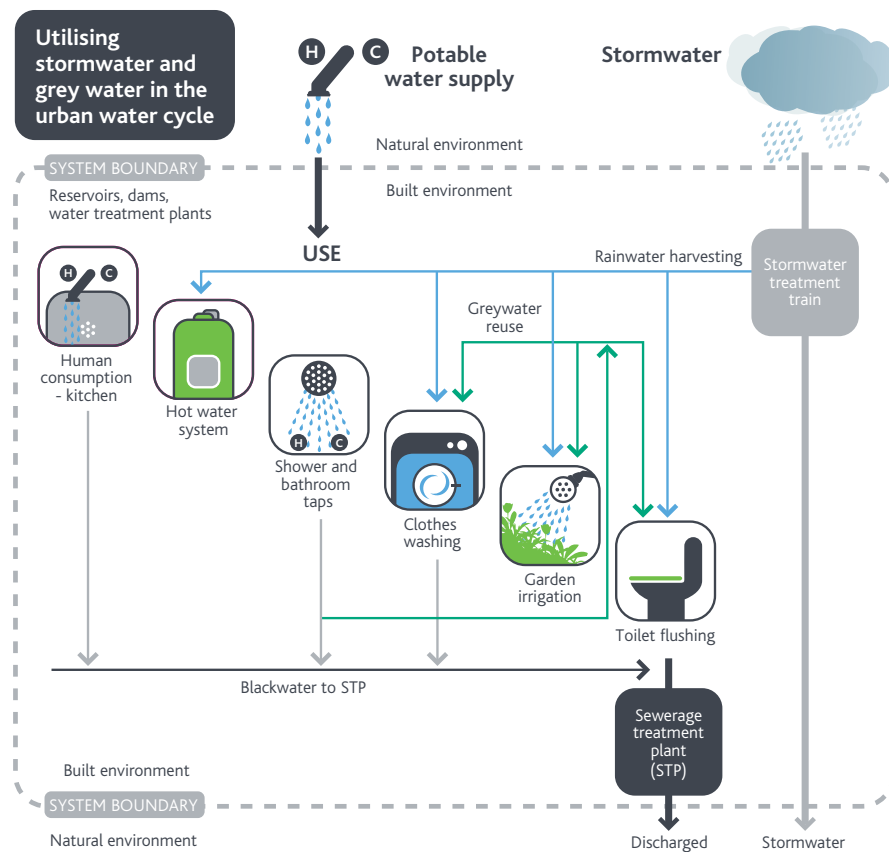 Utilising
stormwater and
grey water in the
urban water cycle
H
C
Potable
water supply
Stormwater
Natural environment
SYSTEM BOUNDARY
Built environment
Reservoirs, dams,
water treatment plants
USE
Rainwater harvesting
Stormwater
treatment
train
H
C
Human
consumption
- kitchen
Hot water
system
Greywater
reuse
H
C
Shower and
bathroom
taps
Clothes
washing
Garden
irrigation
Toilet flushing
Blackwater to STP
Sewerage
treatment
plant
(STP)
Built environment
SYSTEM BOUNDARY
Natural environment
Discharged
Stormwater